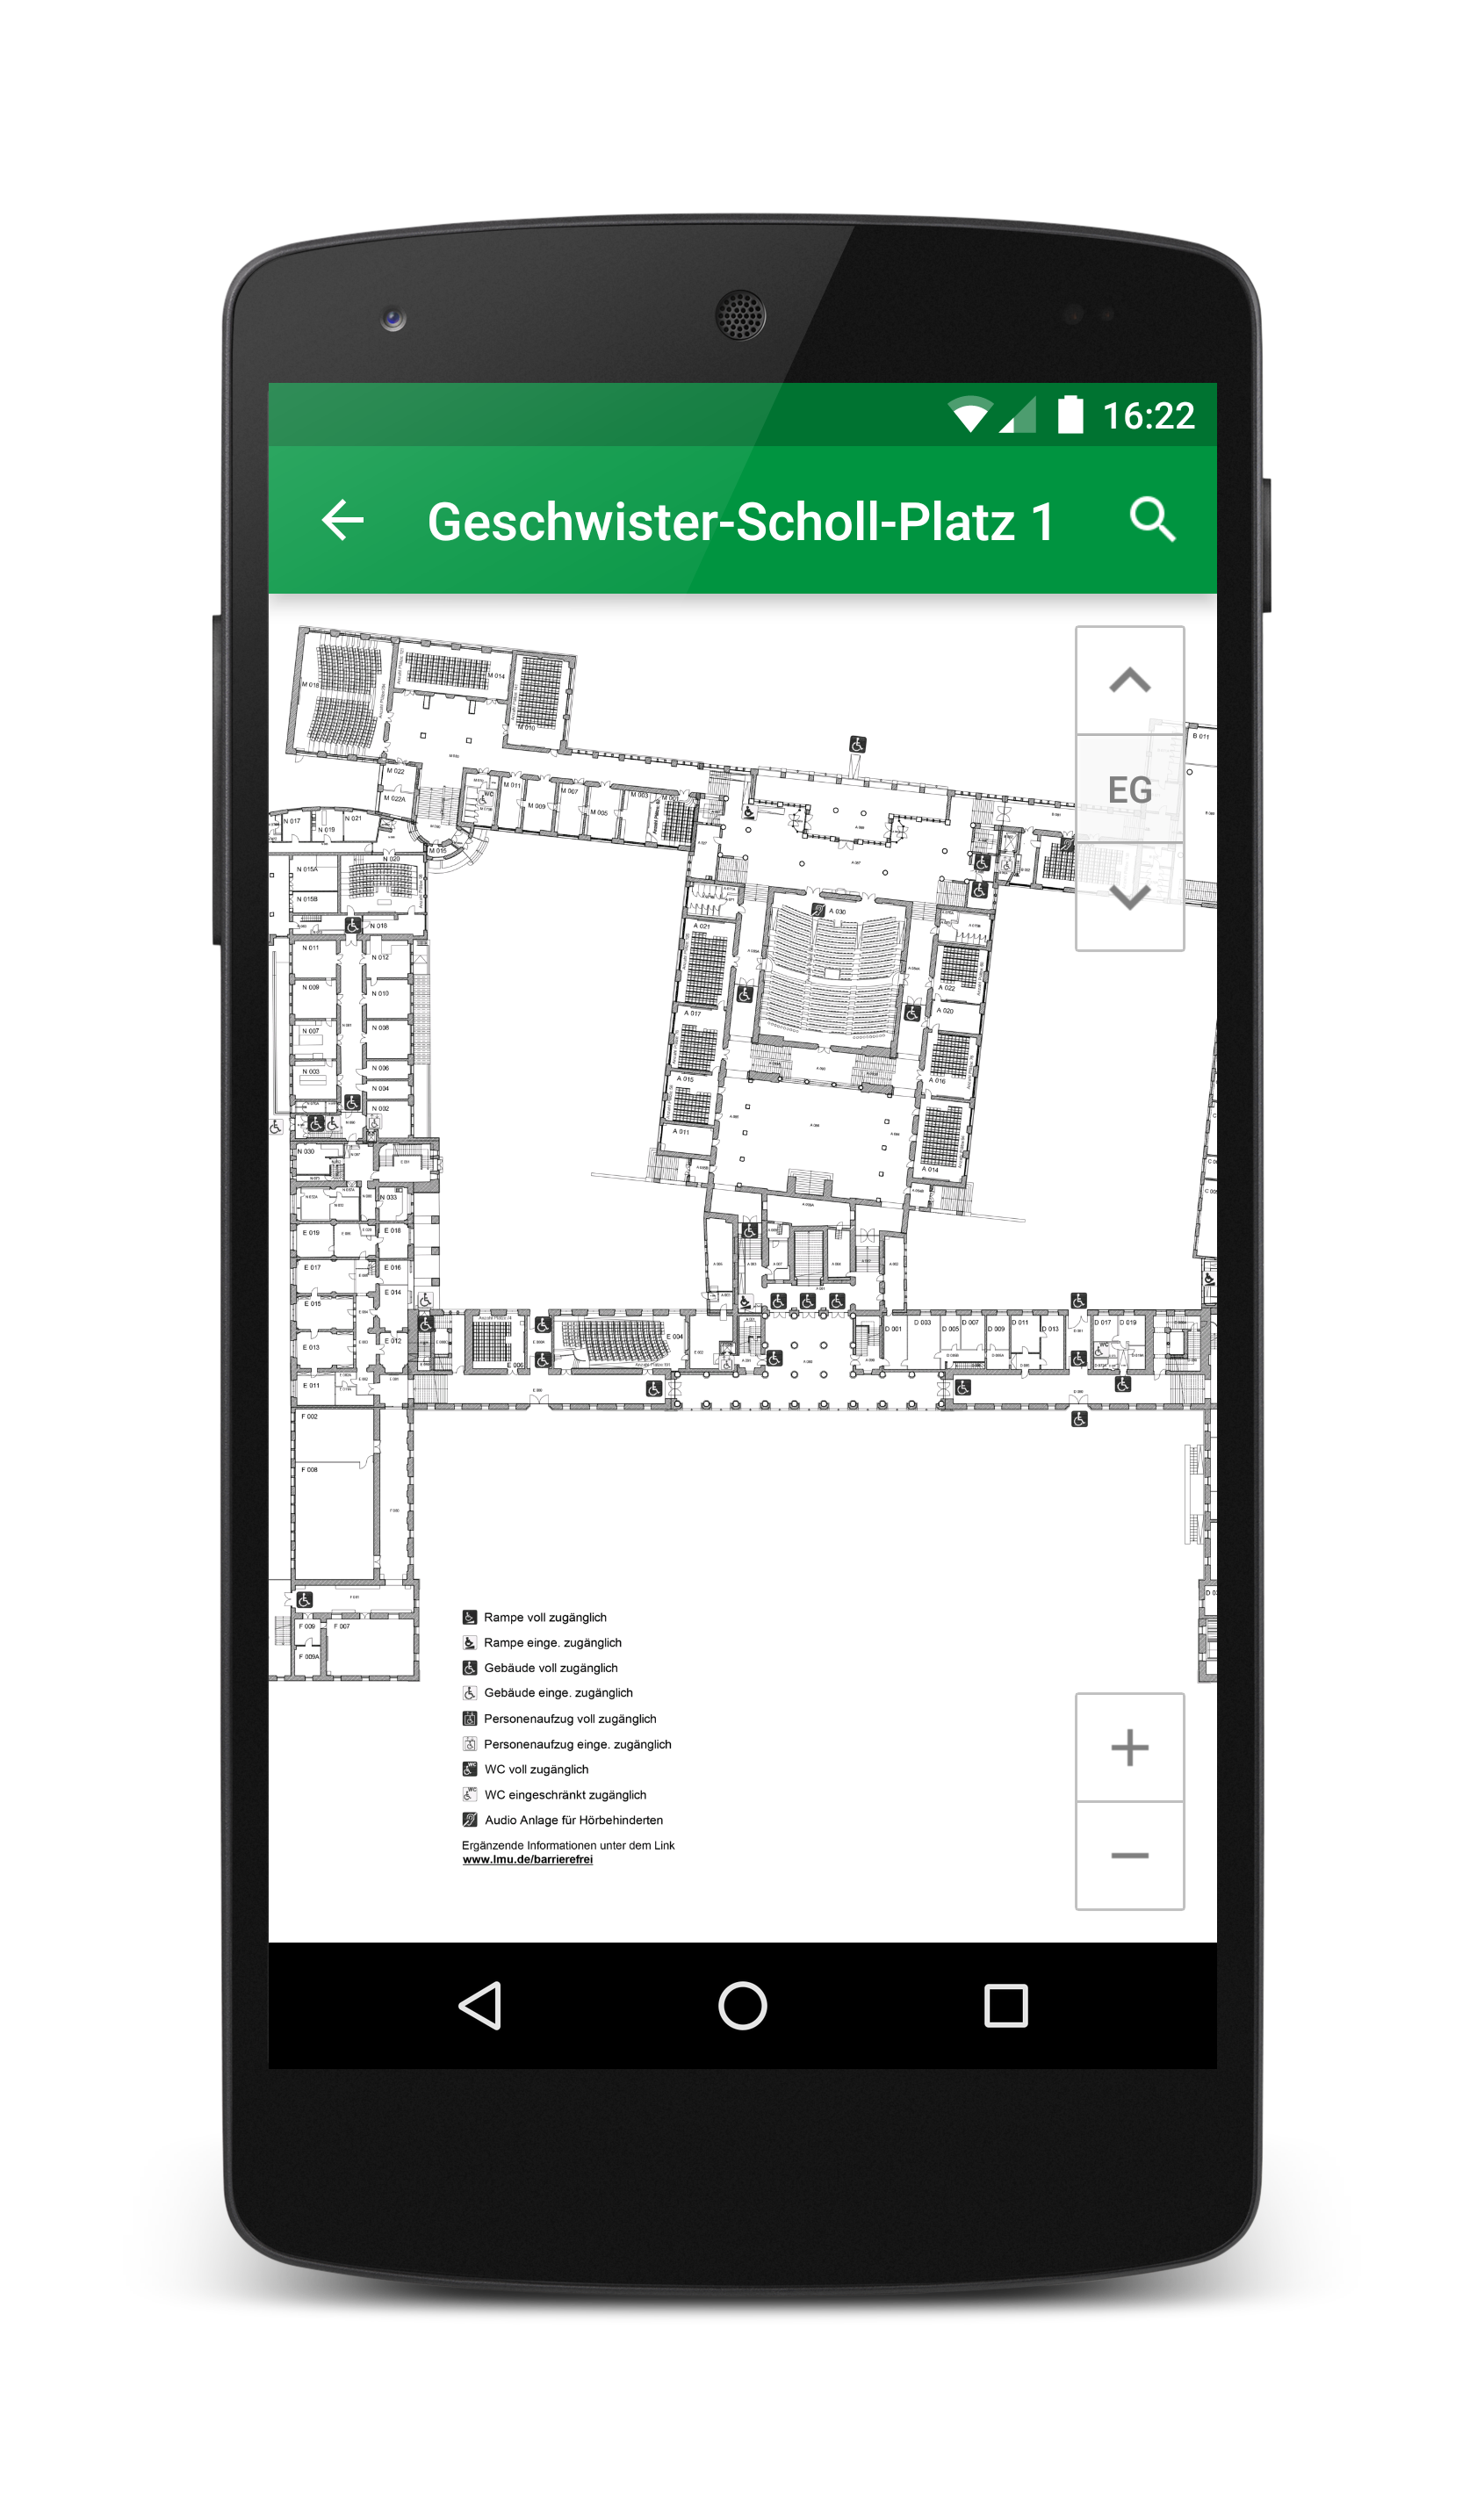 16:22
Geschwister-Scholl-Platz 1
EG
M 018
M 014
M 010
B 011
M 022
M 022A
M 011
M 009
M 007
M 005
M 003
N 017
N 019
N 021
M 015
N 020
N 015A
N 015B
N 018
A 030
N 011
N 012
A 021
N 009
N 010
A 022
A 020
A 017
N 007
N 008
N 003
N 006
N 004
N 002
A 015
A 016
A 011
A 014
N 030
N 033
E 019
E 018
E 017
E 016
E 014
E 015
E 013
E 012
E 004
E 006
D 001
D 003
D 005
D 007
D 009
D 011
D 013
D 017
D 019
E 011
F 002
F 008
F 009
F 007
F 009A
Rampe voll zugänglich
Rampe einge. zugänglich
Gebäude voll zugänglich
Gebäude einge. zugänglich
Personenaufzug voll zugänglich
Personenaufzug einge. zugänglich
WC voll zugänglich
WC eingeschränkt zugänglich
Audio Anlage für Hörbehinderten
Ergänzende Informationen unter dem Link
www.lmu.de/barrierefrei